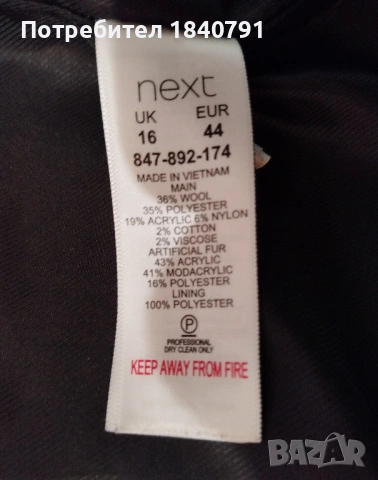 Потребител 1840791
next
UK EUR
16 44
847-892-174
MADE IN VIETNAM
MAIN
36% WOOL
35% POLYESTER
19% ACRYLIC 6% NYLON
2% COTTON
2% VISCOSE
ARTIFICIAL FUR
43% ACRYLIC
41% MODACRYLIC
16% POLYESTER
LINING
100% POLYESTER
P
PROFESSIONAL
DRY CLEAN ONLY
KEEP AWAY FROM FIRE
BAZAR